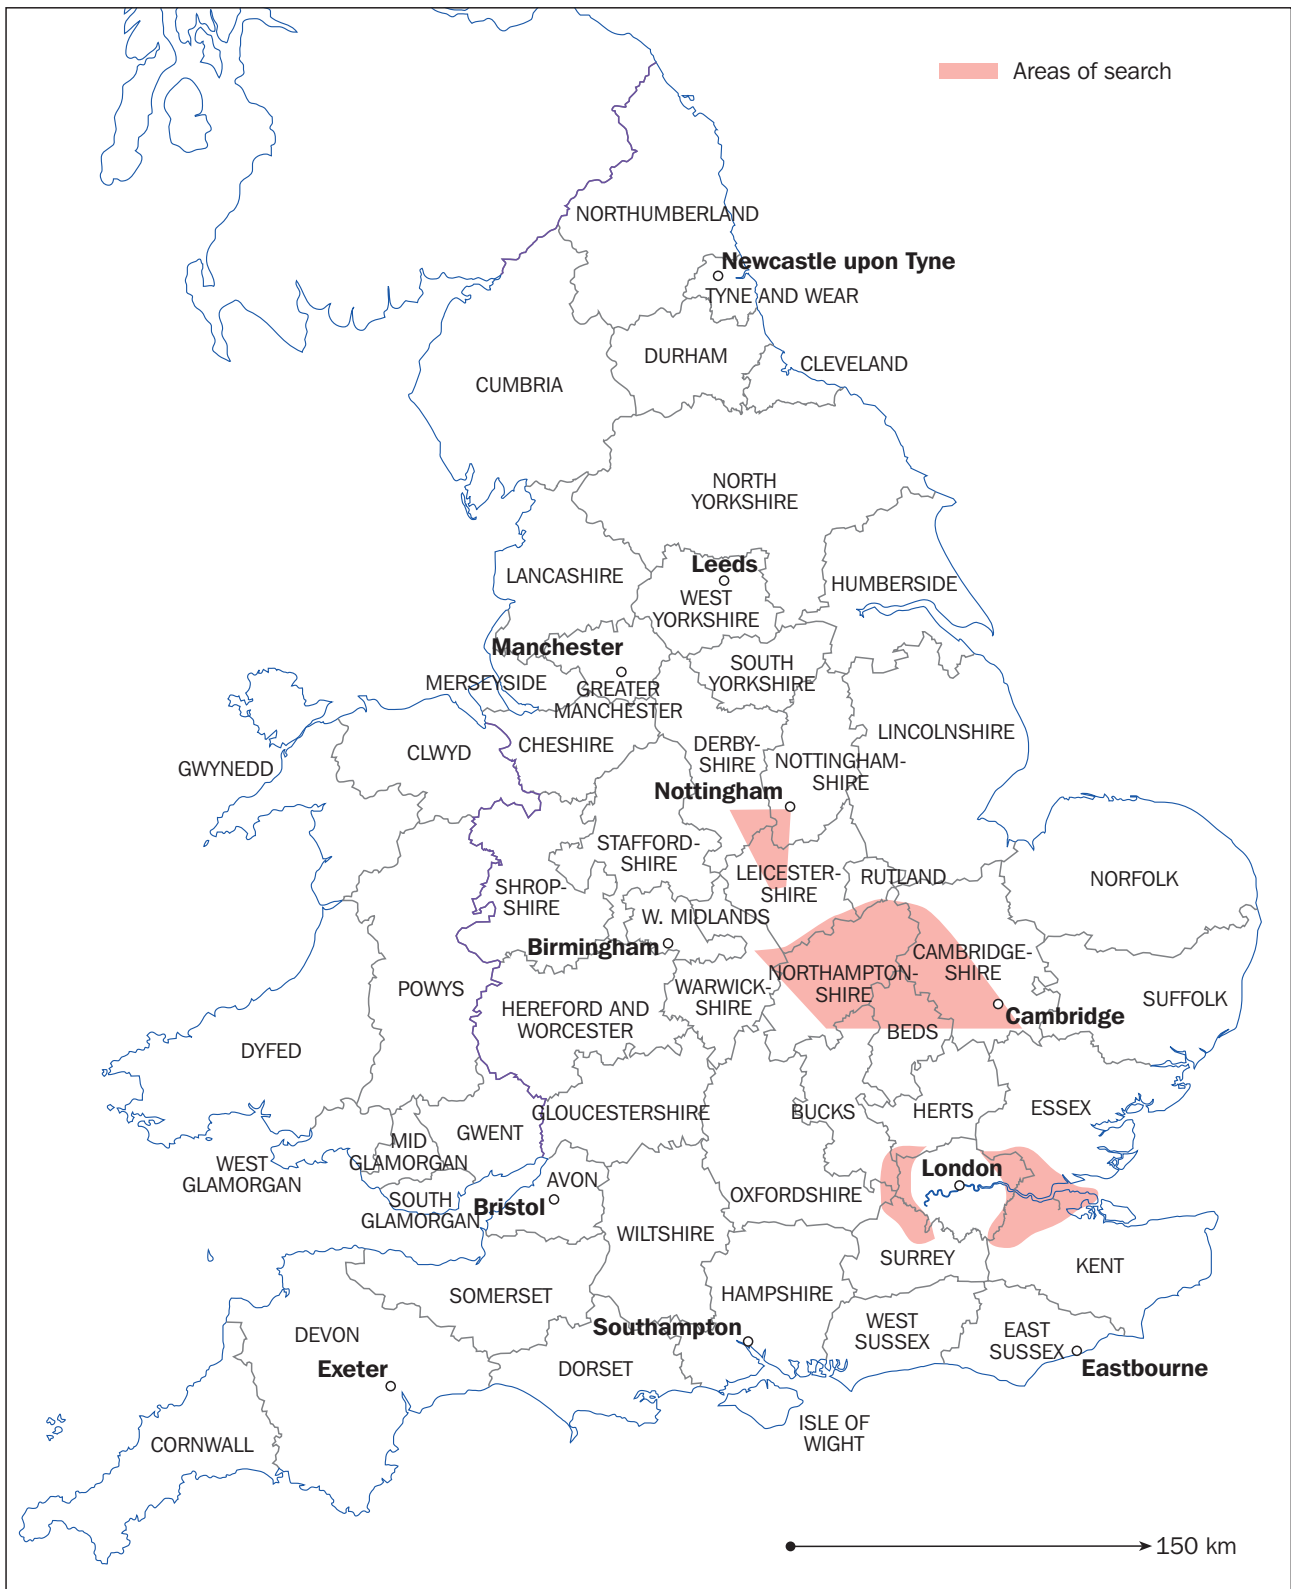 Areas of search
NORTHUMBERLAND
Newcastle upon Tyne
TYNE AND WEAR
DURHAM
CLEVELAND
CUMBRIA
NORTH
YORKSHIRE
Leeds
LANCASHIRE
WEST
YORKSHIRE
HUMBERSIDE
Manchester
MERSEYSIDE
GREATER
MANCHESTER
SOUTH
YORKSHIRE
LINCOLNSHIRE
CHESHIRE
DERBY-
SHIRE
NOTTINGHAM-
SHIRE
CLWYD
GWYNEDD
Nottingham
STAFFORD-
SHIRE
LEICESTER-
SHIRE
RUTLAND
NORFOLK
SHROP-
SHIRE
W. MIDLANDS
Birmingham
CAMBRIDGE-
SHIRE
NORTHAMPTON-
SHIRE
POWYS
WARWICK-
SHIRE
SUFFOLK
HEREFORD AND
WORCESTER
Cambridge
BEDS
DYFED
GLOUCESTERSHIRE
BUCKS
HERTS
ESSEX
GWENT
MID
GLAMORGAN
WEST
GLAMORGAN
AVON
London
SOUTH
GLAMORGAN
Bristol
OXFORDSHIRE
WILTSHIRE
SURREY
KENT
SOMERSET
HAMPSHIRE
DEVON
Southampton
WEST
SUSSEX
EAST
SUSSEX
Exeter
DORSET
Eastbourne
ISLE OF
WIGHT
CORNWALL
150 km